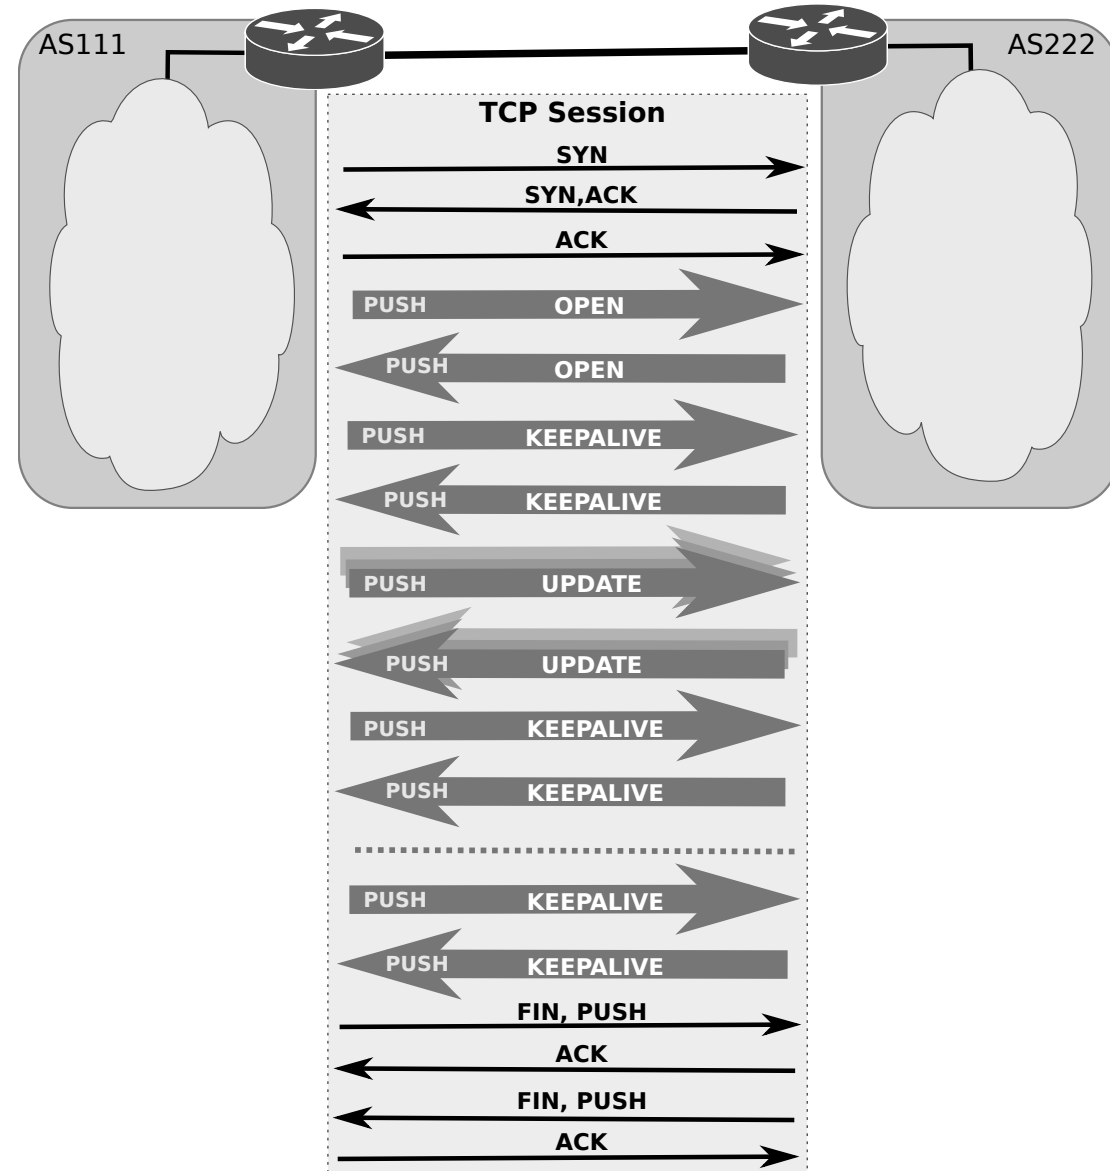 AS111
AS222
TCP Session
SYN
SYN,ACK
ACK
PUSH OPEN
PUSH OPEN
PUSH KEEPALIVE
PUSH KEEPALIVE
PUSH UPDATE
PUSH UPDATE
PUSH KEEPALIVE
PUSH KEEPALIVE
PUSH KEEPALIVE
PUSH KEEPALIVE
FIN, PUSH
ACK
FIN, PUSH
ACK